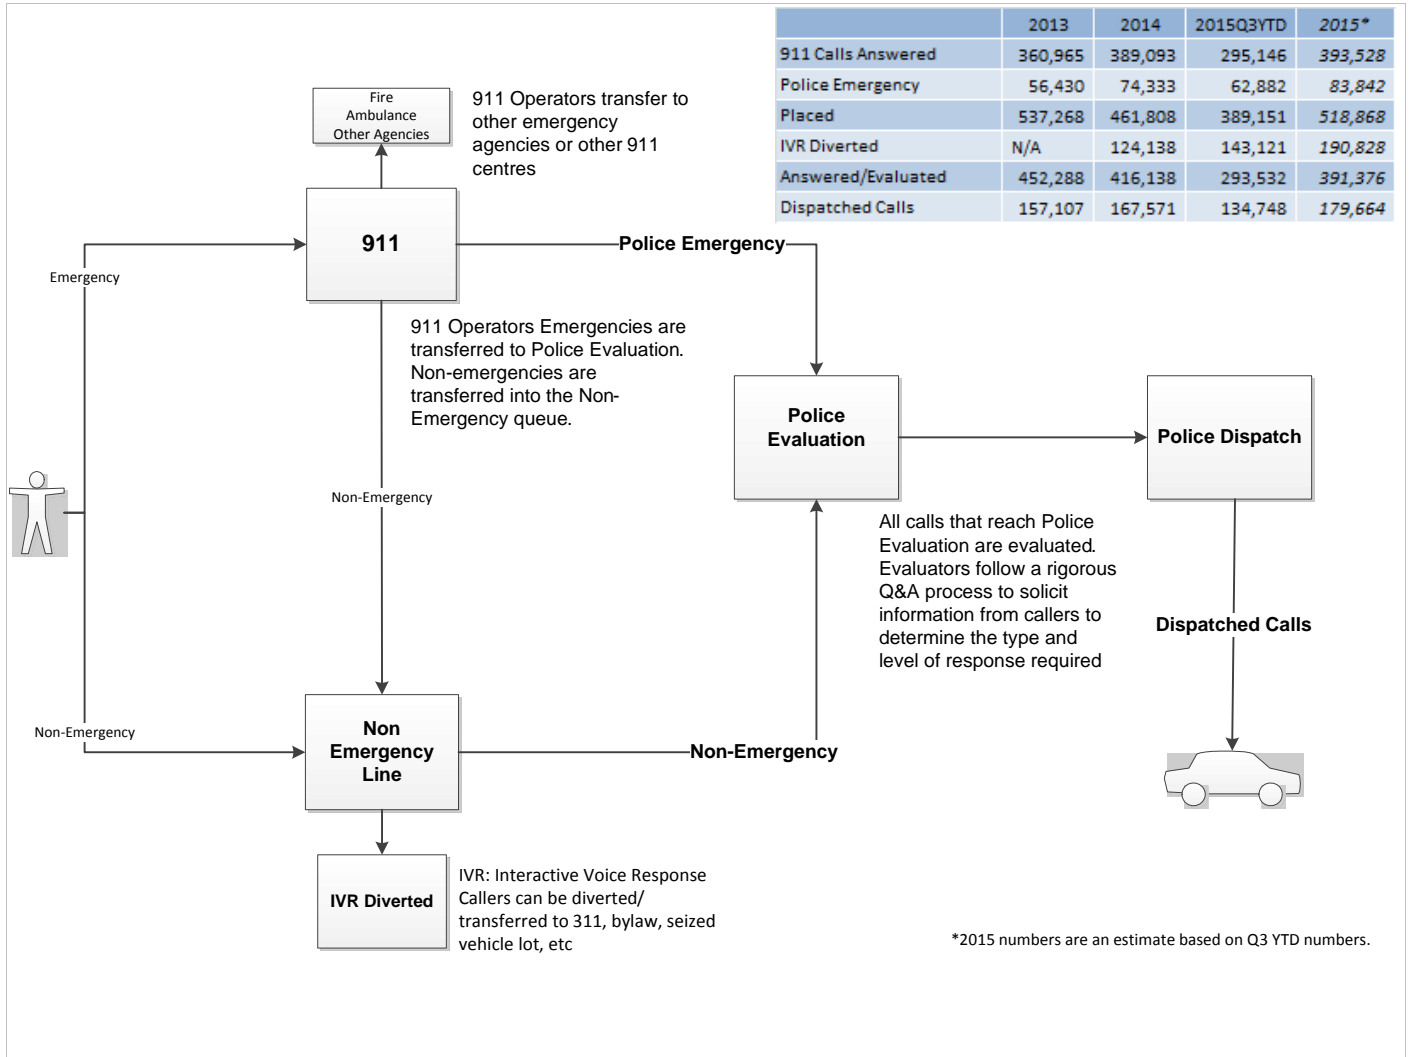 2013 2014 2015Q3YTD 2015*
911 Calls Answered 360,965 389,093 295,146 393,528
Police Emergency 56,430 74,333 62,882 83,842
Placed 537,268 461,808 389,151 518,868
IVR Diverted N/A 124,138 143,121 190,828
Answered/Evaluated 452,288 416,138 293,532 391,376
Dispatched Calls 157,107 167,571 134,748 179,664
Fire
Ambulance
Other Agencies
911 Operators transfer to
other emergency
agencies or other 911
centres
911
Police Emergency
Emergency
911 Operators Emergencies are
transferred to Police Evaluation.
Non-emergencies are
transferred into the Non-
Emergency queue.
Police
Evaluation
Police Dispatch
Non-Emergency
All calls that reach Police
Evaluation are evaluated.
Evaluators follow a rigorous
Q&A process to solicit
information from callers to
determine the type and
level of response required
Dispatched Calls
Non-Emergency
Non
Emergency
Line
Non-Emergency
IVR Diverted
IVR: Interactive Voice Response
Callers can be diverted/
transferred to 311, bylaw, seized
vehicle lot, etc
*2015 numbers are an estimate based on Q3 YTD numbers.